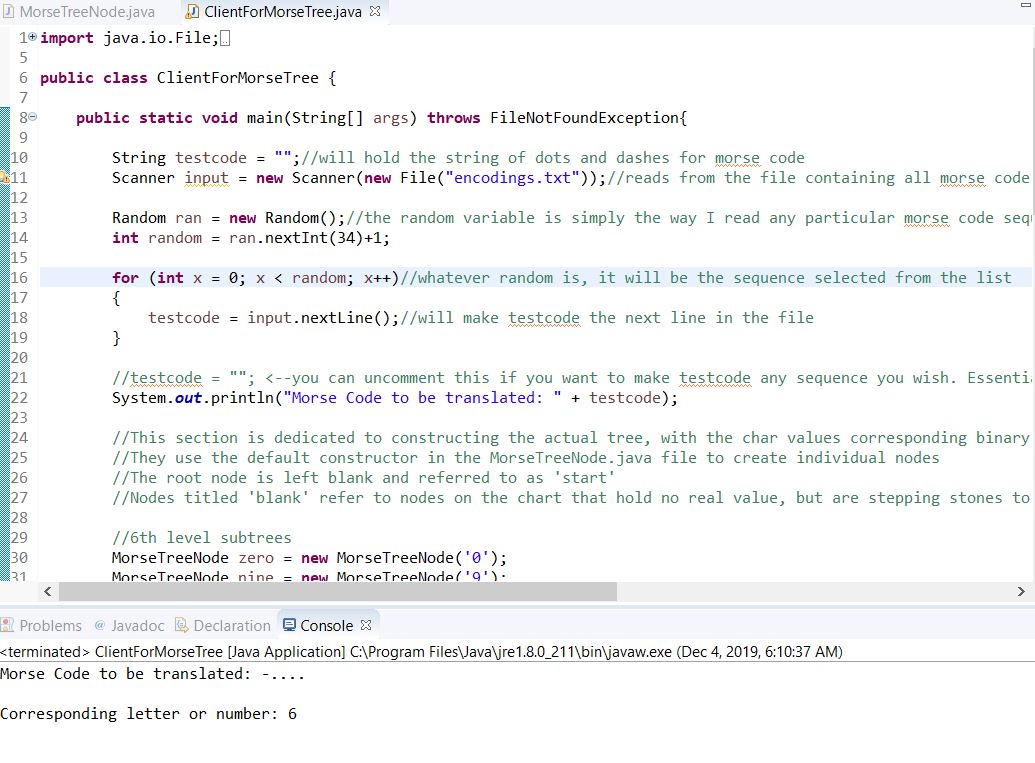 MorseTreeNode.java ClientForMorseTree.java
1 import java.io.File;
5
6 public class ClientForMorseTree {
7
8 public static void main(String[] args) throws FileNotFoundException{
9
10 String testcode = "";//will hold the string of dots and dashes for morse code
11 Scanner input = new Scanner(new File("encodings.txt"));//reads from the file containing all morse code
12
13 Random ran = new Random();//the random variable is simply the way I read any particular morse code seq
14 int random = ran.nextInt(34)+1;
15
16 for (int x = 0; x < random; x++)//whatever random is, it will be the sequence selected from the list
17 {
18 testcode = input.nextLine();//will make testcode the next line in the file
19 }
20
21 //testcode = ""; <--you can uncomment this if you want to make testcode any sequence you wish. Essentia
22 System.out.println("Morse Code to be translated: " + testcode);
23
24 //This section is dedicated to constructing the actual tree, with the char values corresponding binary
25 //They use the default constructor in the MorseTreeNode.java file to create individual nodes
26 //The root node is left blank and referred to as 'start'
27 //Nodes titled 'blank' refer to nodes on the chart that hold no real value, but are stepping stones to
28
29 //6th level subtrees
30 MorseTreeNode zero = new MorseTreeNode('0');
31 MorseTreeNode nine = new MorseTreeNode('9');
Problems @ Javadoc Declaration Console
<terminated> ClientForMorseTree [Java Application] C:\Program Files\Java\jre1.8.0_211\bin\javaw.exe (Dec 4, 2019, 6:10:37 AM)
Morse Code to be translated: -....
Corresponding letter or number: 6